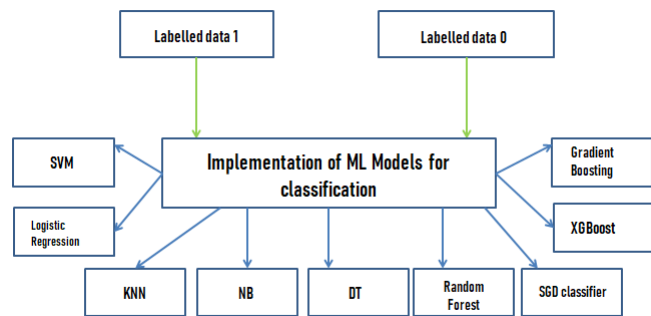 Labelled data 1
Labelled data 0
Implementation of ML Models for
classification
SVM
Gradient
Boosting
Logistic
Regression
XGBoost
KNN
NB
DT
Random
Forest
SGD classifier